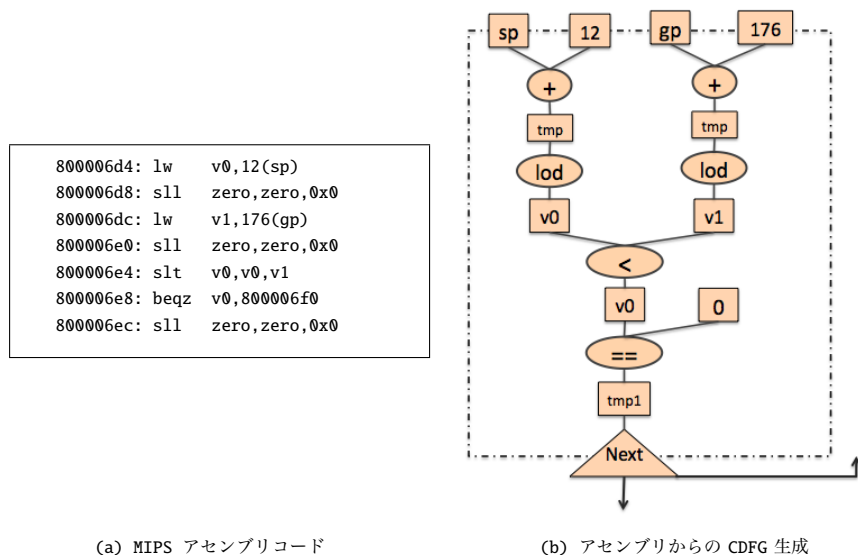 800006d4: lw v0,12(sp)
800006d8: sll zero,zero,0x0
800006dc: lw v1,176(gp)
800006e0: sll zero,zero,0x0
800006e4: slt v0,v0,v1
800006e8: beqz v0,800006f0
800006ec: sll zero,zero,0x0
(a) MIPS アセンブリコード
sp 12 gp 176
+ +
tmp tmp
lod lod
v0 v1
<
v0 0
==
tmp1
Next
(b) アセンブリからの CDFG 生成